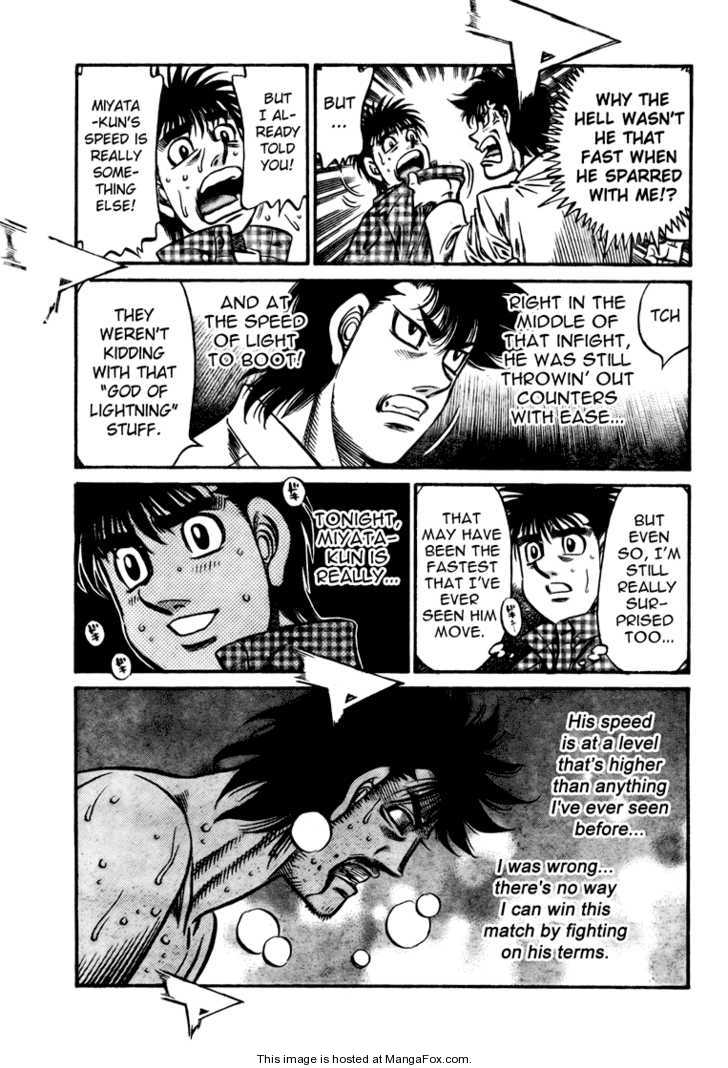 WHY THE
HELL WASN'T
HE THAT
FAST WHEN
HE SPARRED
WITH ME!?
BUT
...
BUT
I AL-
READY
TOLD
YOU!
MIYATA
-KUN'S
SPEED IS
REALLY
SOME-
THING
ELSE!
TCH
RIGHT IN THE
MIDDLE OF
THAT INFIGHT,
HE WAS STILL
THROWIN' OUT
COUNTERS
WITH EASE...
AND AT
THE SPEED
OF LIGHT
TO BOOT!
THEY
WEREN'T
KIDDING
WITH THAT
"GOD OF
LIGHTNING"
STUFF.
BUT
EVEN
SO, I'M
STILL
REALLY
SUR-
PRISED
TOO...
THAT
MAY HAVE
BEEN THE
FASTEST
THAT I'VE
EVER
SEEN HIM
MOVE.
ドキ
TONIGHT,
MIYATA-
KUN IS
REALLY...
ドキ
ドキ
His speed
is at a level
that's higher
than anything
I've ever seen
before...
I was wrong...
there's no way
I can win this
match by fighting
on his terms.
This image is hosted at MangaFox.com.